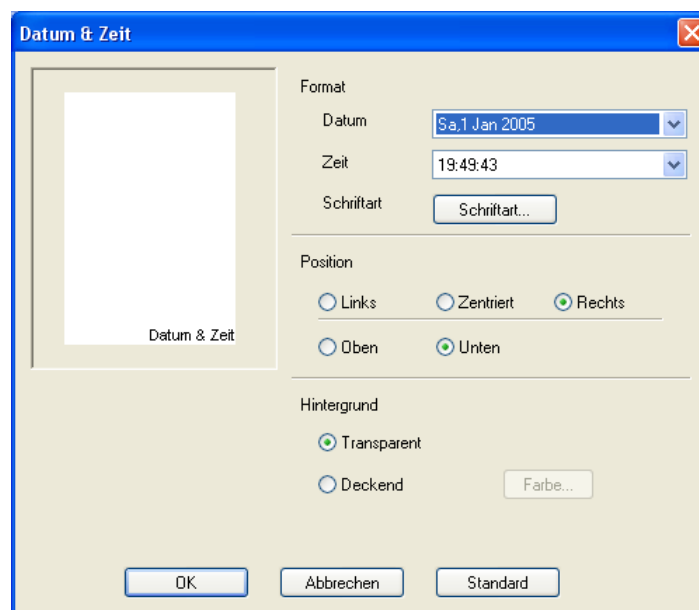 Datum & Zeit
Format
Datum
Sa,1 Jan 2005
Zeit
19:49:43
Schriftart
Schriftart...
Position
Links Zentriert Rechts
Oben Unten
Datum & Zeit
Hintergrund
Transparent
Deckend Farbe...
OK Abbrechen Standard